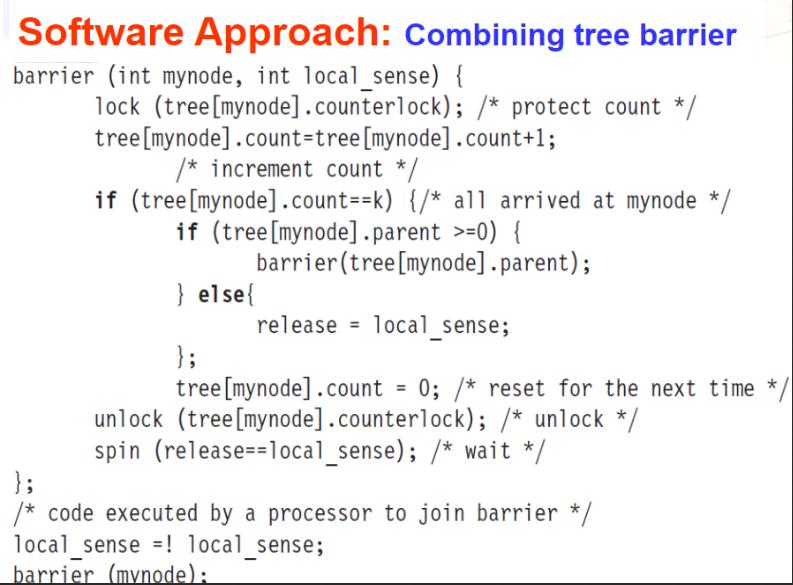 Software Approach: Combining tree barrier
barrier (int mynode, int local_sense) {
lock (tree[mynode].counterlock); /* protect count */
tree[mynode].count=tree[mynode].count+1;
/* increment count */
if (tree[mynode].count==k) {/* all arrived at mynode */
if (tree[mynode].parent >=0) {
barrier(tree[mynode].parent);
} else{
release = local_sense;
};
tree[mynode].count = 0; /* reset for the next time */
unlock (tree[mynode].counterlock); /* unlock */
spin (release==local_sense); /* wait */
};
/* code executed by a processor to join barrier */
local_sense =! local_sense;
barrier (mynode);